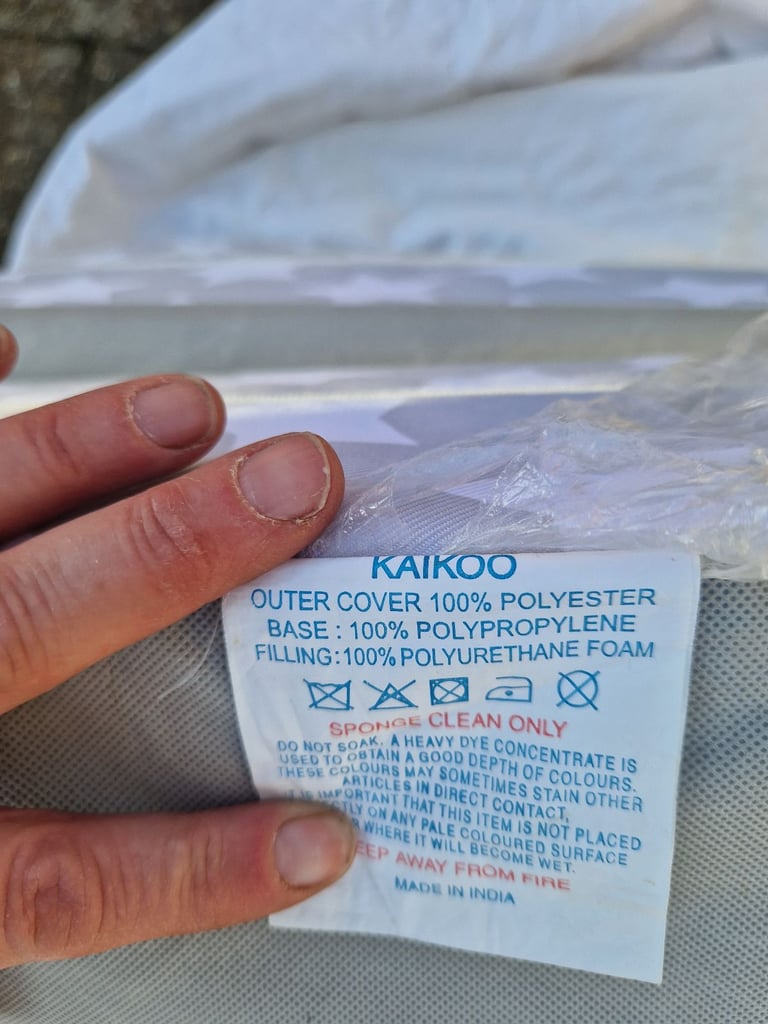 KAIKOO
OUTER COVER 100% POLYESTER
BASE : 100% POLYPROPYLENE
FILLING:100% POLYURETHANE FOAM
SPONGE CLEAN ONLY
DO NOT SOAK. A HEAVY DYE CONCENTRATE IS
USED TO OBTAIN A GOOD DEPTH OF COLOURS.
THESE COLOURS MAY SOMETIMES STAIN OTHER
ARTICLES IN DIRECT CONTACT,
IS IMPORTANT THAT THIS ITEM IS NOT PLACED
ON ANY PALE COLOURED SURFACE
WHERE IT WILL BECOME WET.
AWAY FROM FIRE
MADE IN INDIA